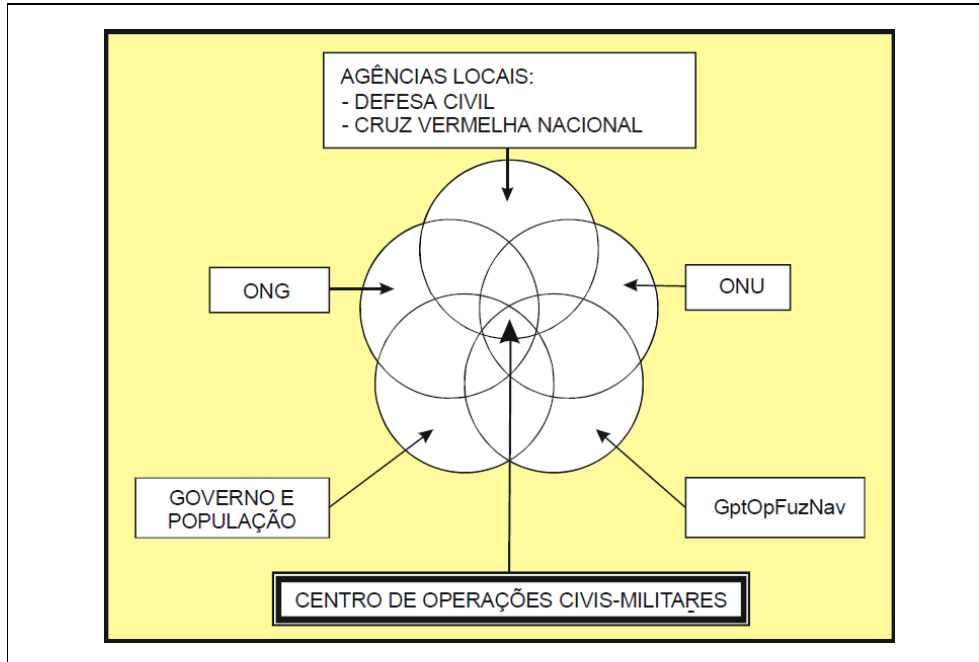 AGÊNCIAS LOCAIS:
- DEFESA CIVIL
- CRUZ VERMELHA NACIONAL
ONG
ONU
GOVERNO E
POPULAÇÃO
GptOpFuzNav
CENTRO DE OPERAÇÕES CIVIS-MILITARES